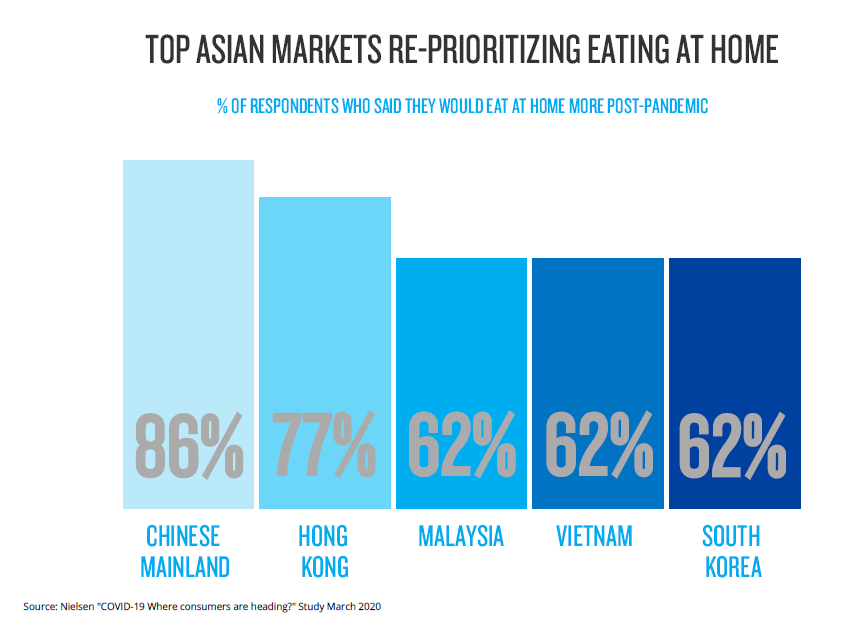 TOP ASIAN MARKETS RE-PRIORITIZING EATING AT HOME
% OF RESPONDENTS WHO SAID THEY WOULD EAT AT HOME MORE POST-PANDEMIC
86% 77% 62% 62% 62%
CHINESE MAINLAND
HONG KONG
MALAYSIA
VIETNAM
SOUTH KOREA
Source: Nielsen "COVID-19 Where consumers are heading?" Study March 2020